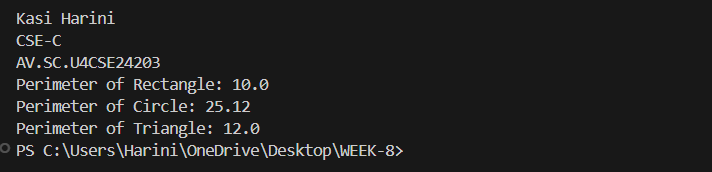 Kasi Harini
CSE-C
AV.SC.U4CSE24203
Perimeter of Rectangle: 10.0
Perimeter of Circle: 25.12
Perimeter of Triangle: 12.0
PS C:\Users\Harini\OneDrive\Desktop\WEEK-8>